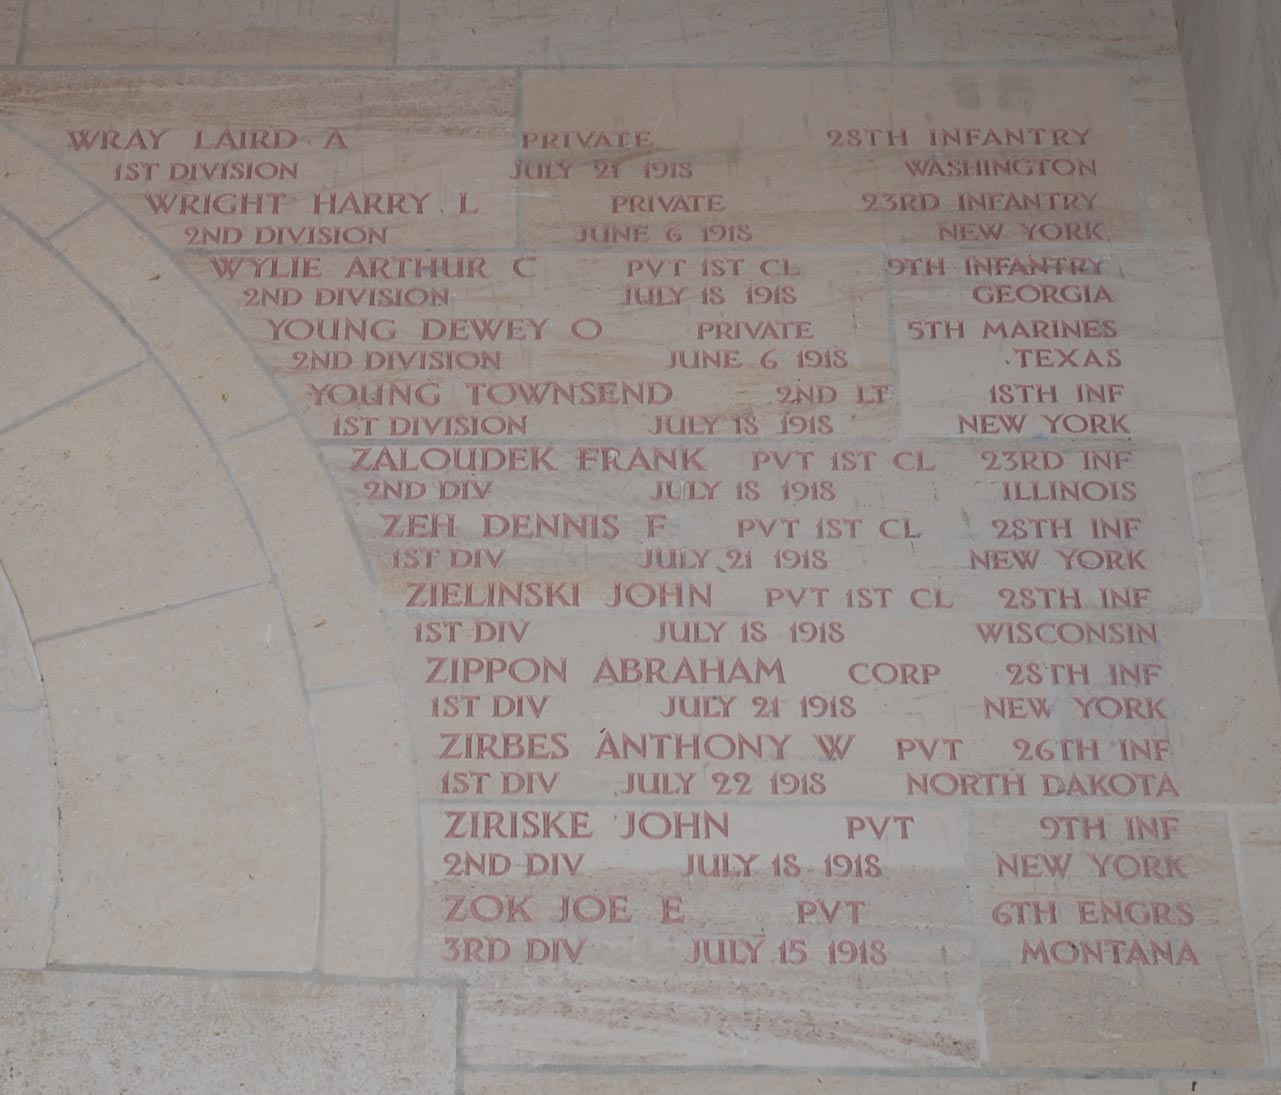 WRAY LAIRD A PRIVATE 28TH INFANTRY
1ST DIVISION JULY 21 1918 WASHINGTON
WRIGHT HARRY L PRIVATE 23RD INFANTRY
2ND DIVISION JUNE 6 1918 NEW YORK
WYLIE ARTHUR C PVT 1ST CL 9TH INFANTRY
2ND DIVISION JULY 18 1918 GEORGIA
YOUNG DEWEY O PRIVATE 5TH MARINES
2ND DIVISION JUNE 6 1918 TEXAS
YOUNG TOWNSEND 2ND LT 18TH INF
1ST DIVISION JULY 18 1918 NEW YORK
ZALOUDEK FRANK PVT 1ST CL 23RD INF
2ND DIV JULY 18 1918 ILLINOIS
ZEH DENNIS F PVT 1ST CL 28TH INF
1ST DIV JULY 21 1918 NEW YORK
ZIELINSKI JOHN PVT 1ST CL 28TH INF
1ST DIV JULY 18 1918 WISCONSIN
ZIPPON ABRAHAM CORP 28TH INF
1ST DIV JULY 21 1918 NEW YORK
ZIRBES ANTHONY W PVT 26TH INF
1ST DIV JULY 22 1918 NORTH DAKOTA
ZIRISKE JOHN PVT 9TH INF
2ND DIV JULY 18 1918 NEW YORK
ZOK JOE E PVT 6TH ENGRS
3RD DIV JULY 15 1918 MONTANA